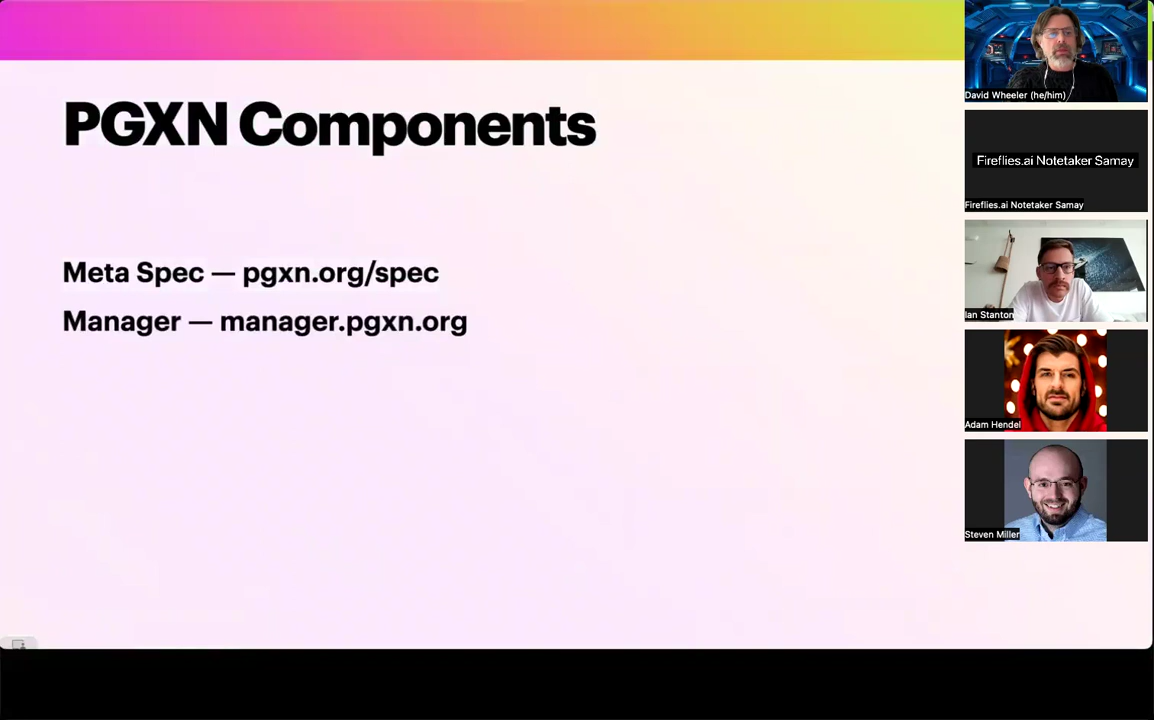 PGXN Components
Meta Spec — pgxn.org/spec
Manager — manager.pgxn.org
David Wheeler (he/him)
Fireflies.ai Notetaker Samay
Fireflies.ai Notetaker Samay
Ian Stanton
Adam Hendel
Steven Miller